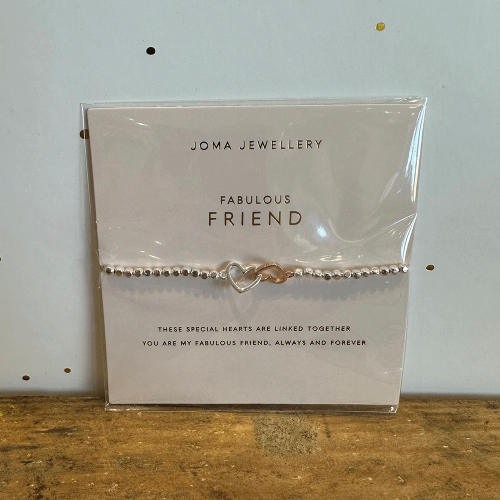 JOMA JEWELLERY
FABULOUS
FRIEND
THESE SPECIAL HEARTS ARE LINKED TOGETHER
YOU ARE MY FABULOUS FRIEND, ALWAYS AND FOREVER